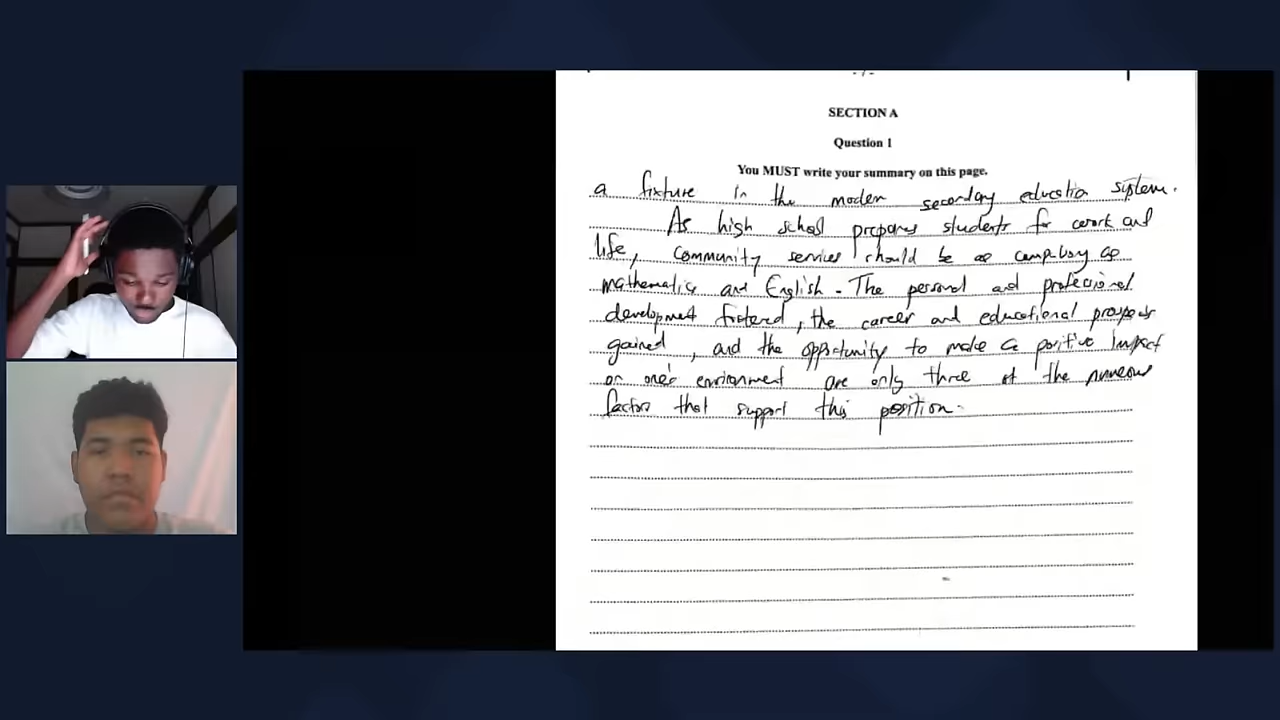 SECTION A
Question 1
You MUST write your summary on this page.
a fixture in the modern secondary education system.
As high school prepares students for work and
life, community services should be as compulsory as
mathematics and English. The personal and professional
development fostered, the career and educational prospects
gained, and the opportunity to make a positive impact
on one's environment are only three of the numerous
factors that support this position.